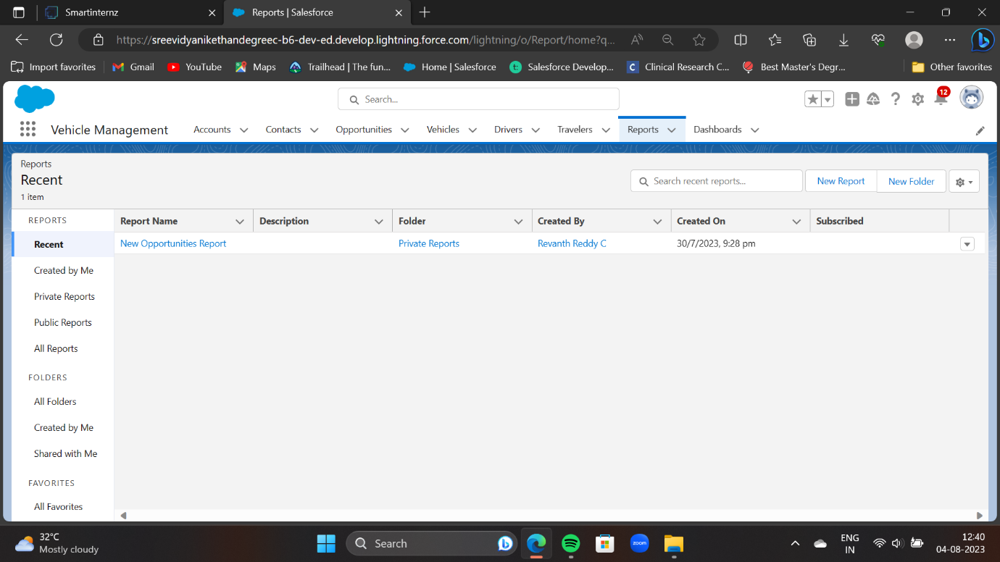 Smartinternz
Reports | Salesforce
https://sreevidyanikethandegreec-b6-dev-ed.develop.lightning.force.com/lightning/o/Report/home?q...
Import favorites Gmail YouTube Maps Trailhead | The fun... Home | Salesforce Salesforce Develop... Clinical Research C... Best Master's Degr... Other favorites
Search...
12
Vehicle Management Accounts Contacts Opportunities Vehicles Drivers Travelers Reports Dashboards
Reports
Recent
1 item
Search recent reports...
New Report New Folder
REPORTS
Report Name Description Folder Created By Created On Subscribed
Recent
New Opportunities Report Private Reports Revanth Reddy C 30/7/2023, 9:28 pm
Created by Me
Private Reports
Public Reports
All Reports
FOLDERS
All Folders
Created by Me
Shared with Me
FAVORITES
All Favorites
32°C
Mostly cloudy
Search
zoom
ENG
IN
12:40
04-08-2023